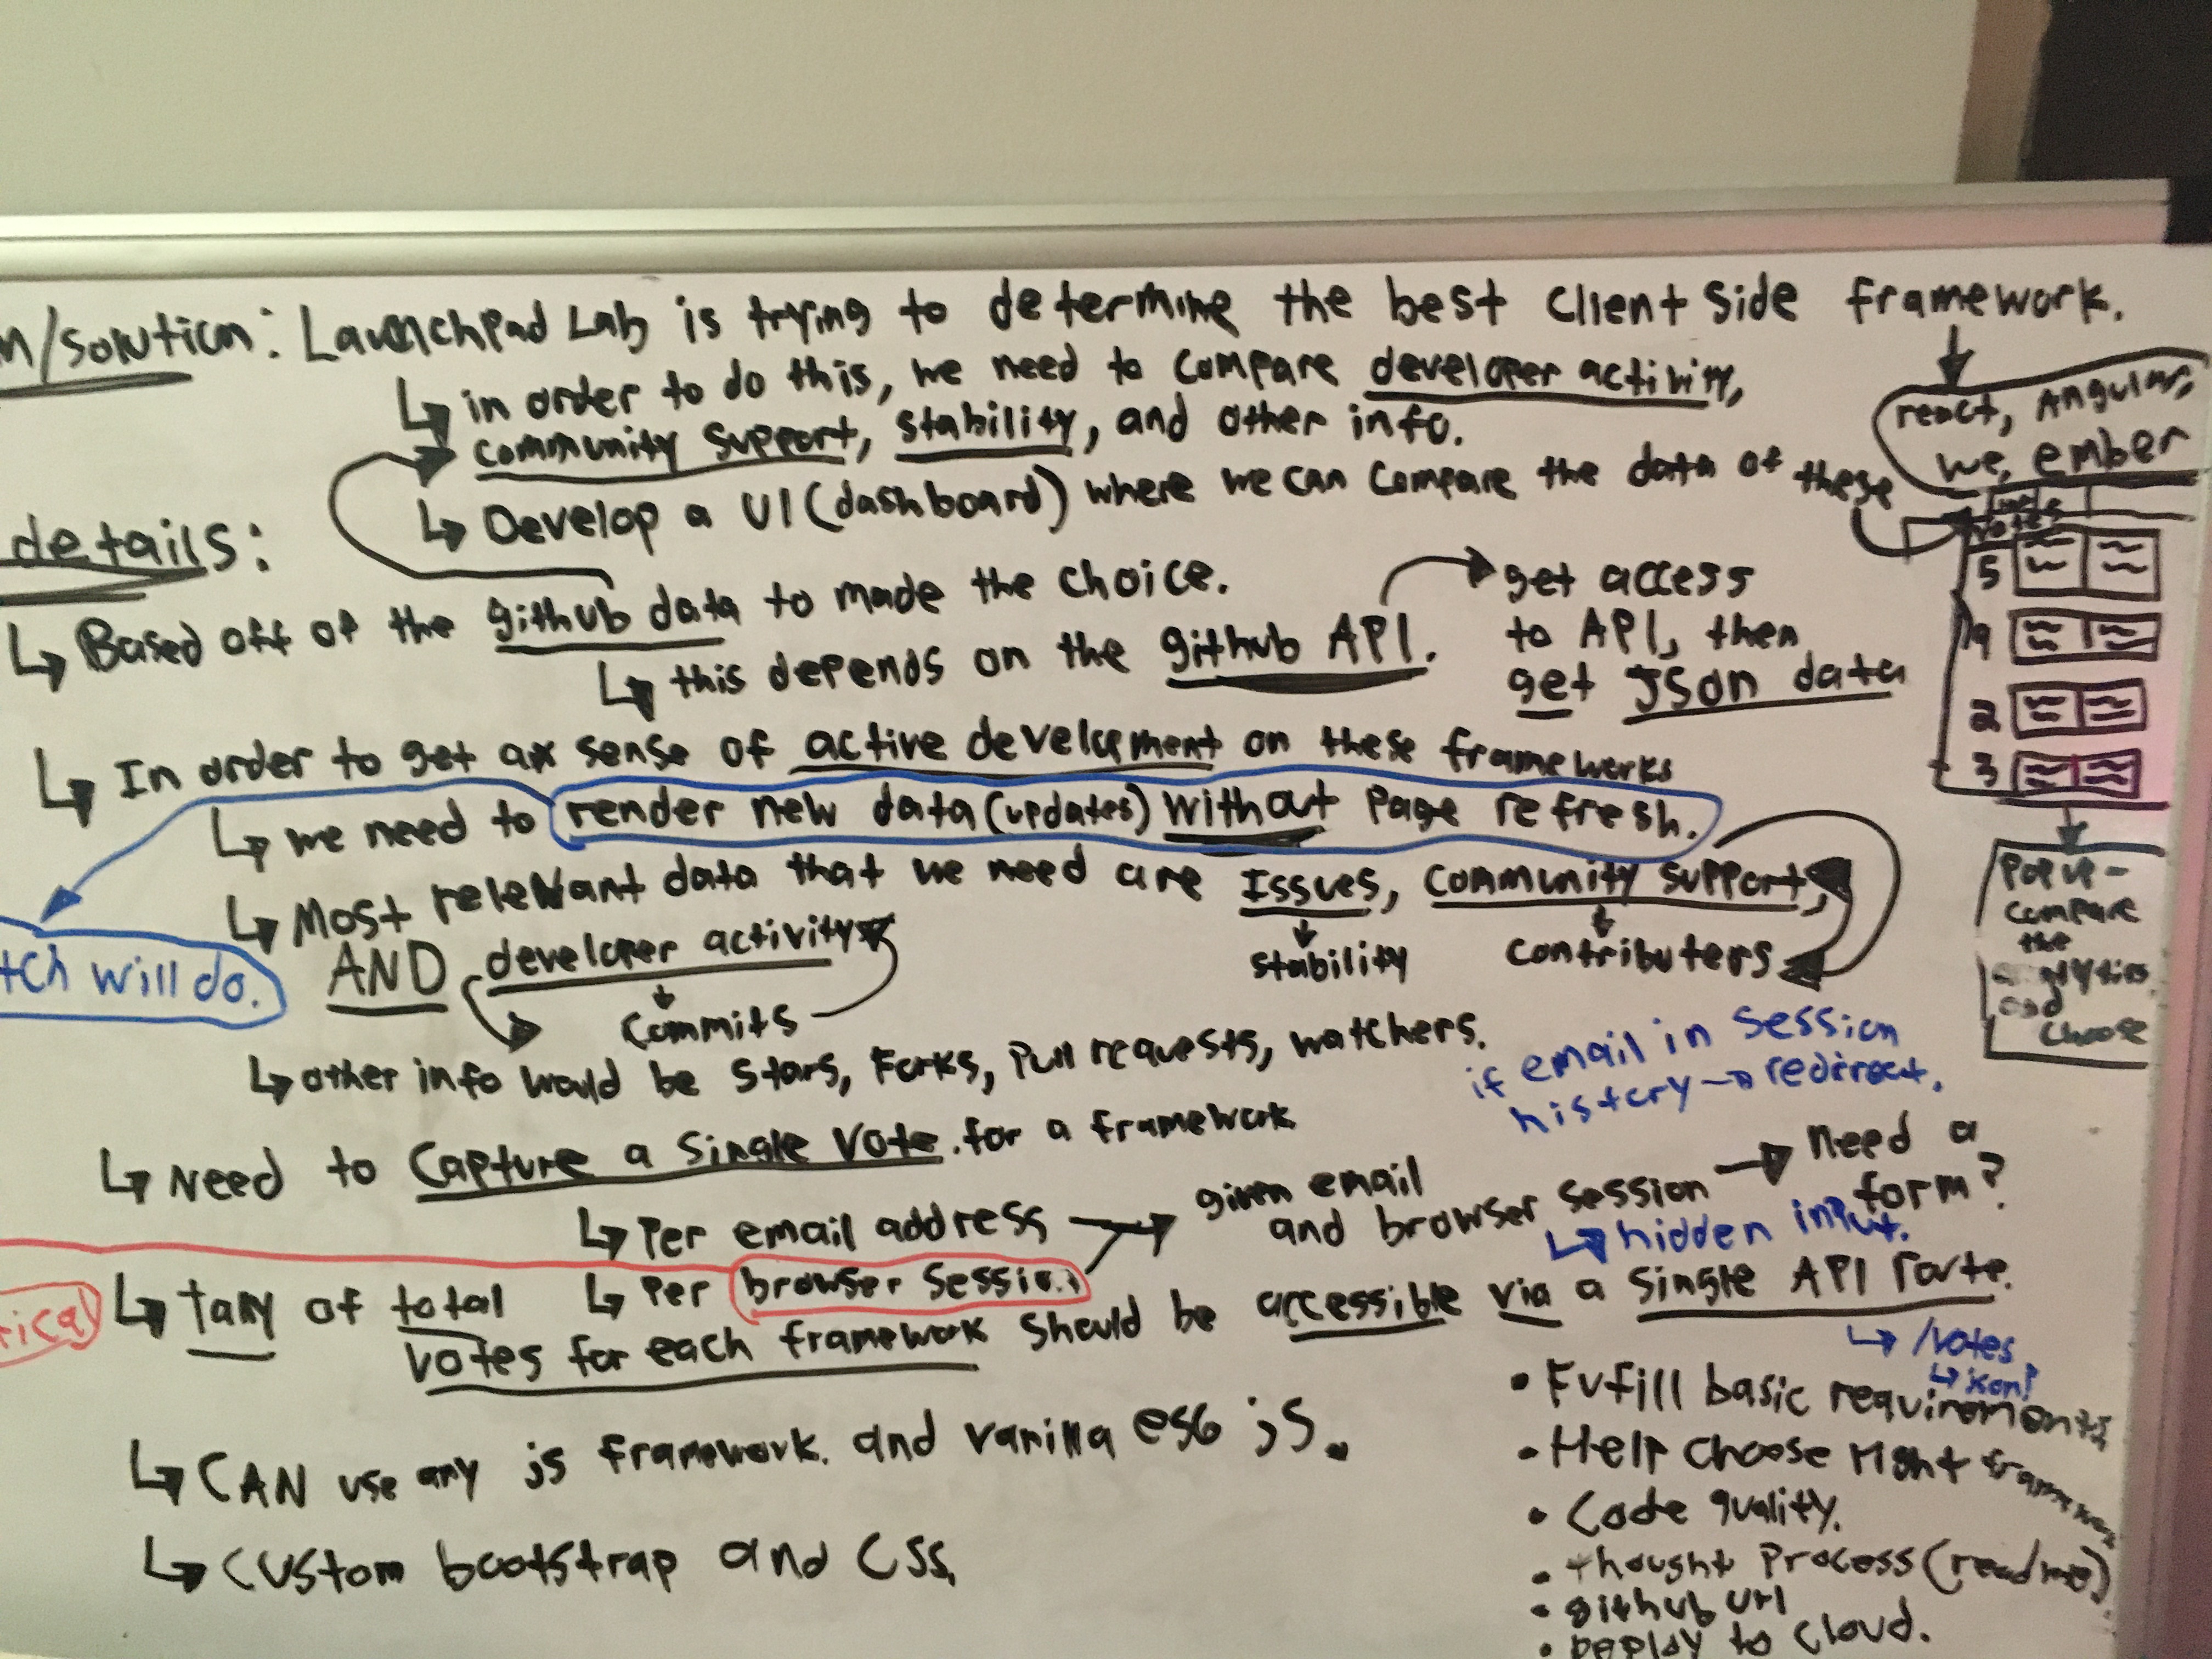 n/solution: LaunchPad Lab is trying to determine the best client side framework.
↳ in order to do this, we need to compare developer activity,
community support, stability, and other info.
↳ Develop a UI (dashboard) where we can compare the data of these
react, Angular,
ember
votes
5
9
2
3
Pop up -
compare
the
analytics
and
choose
details:
↳ Based off of the github data to made the choice.
↳ this depends on the github API.
get access
to API, then
get JSON data
↳ In order to get a sense of active development on these frameworks
↳ we need to render new data (updates) without page refresh.
tch will do.
↳ Most relevant data that we need are Issues, community support,
stability
contributers
AND developer activity
commits
↳ other info would be stars, Forks, pull requests, watchers.
if email in session
history → redirect.
↳ Need to capture a single vote. for a framework
↳ per email address → given email
and browser session → need a
form?
↳ hidden input.
↳ per browser session
tical
↳ tally of total
votes for each framework should be accessible via a single API route.
↳ /votes
↳ json?
↳ CAN use any js framework. and vanilla es6 js.
↳ custom bootstrap and CSS.
• Fufill basic requirements
• Help choose right
• Code quality.
• thought process (readme)
• github url
• Deploy to cloud.